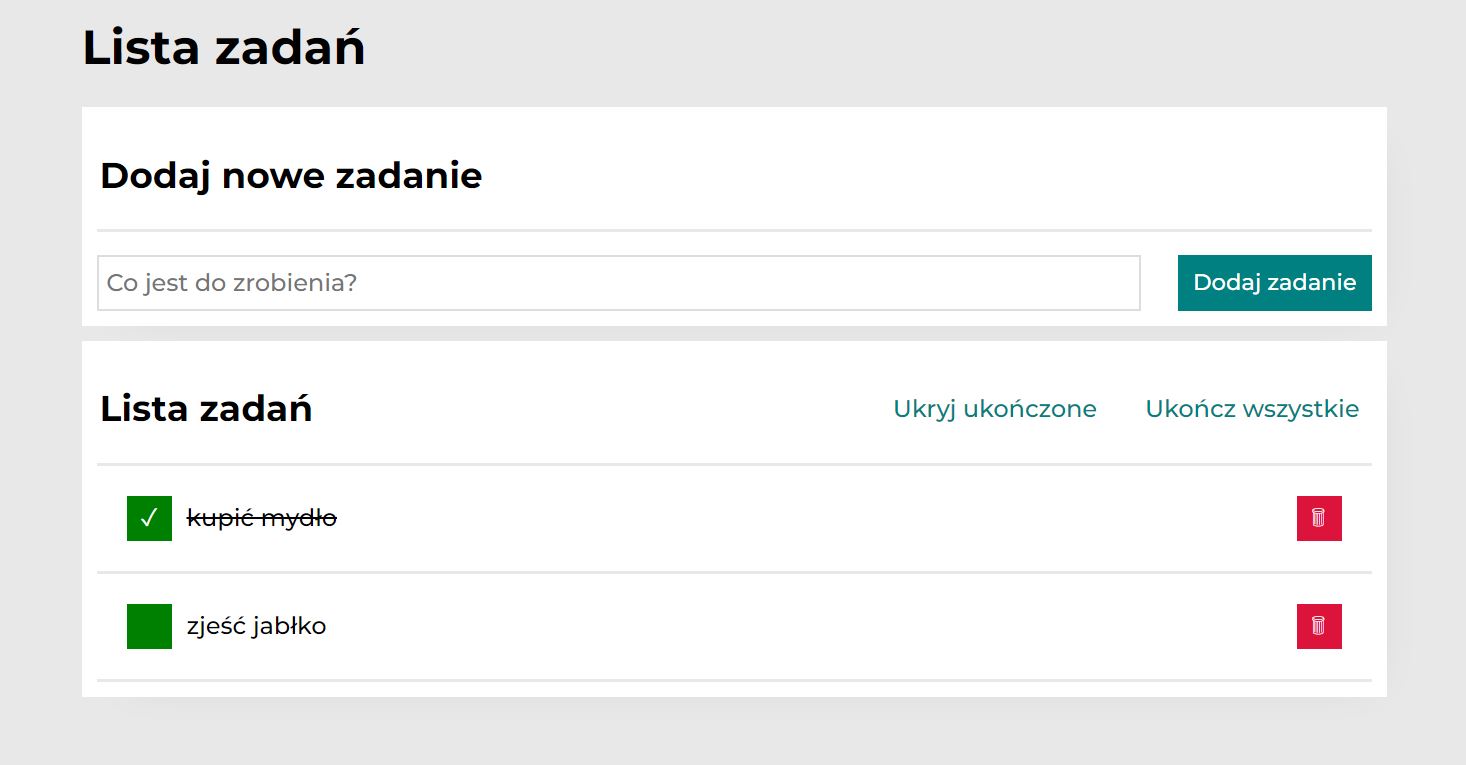 Lista zadań
Dodaj nowe zadanie
Co jest do zrobienia?
Dodaj zadanie
Lista zadań
Ukryj ukończone
Ukończ wszystkie
✓ kupić mydło
zjeść jabłko